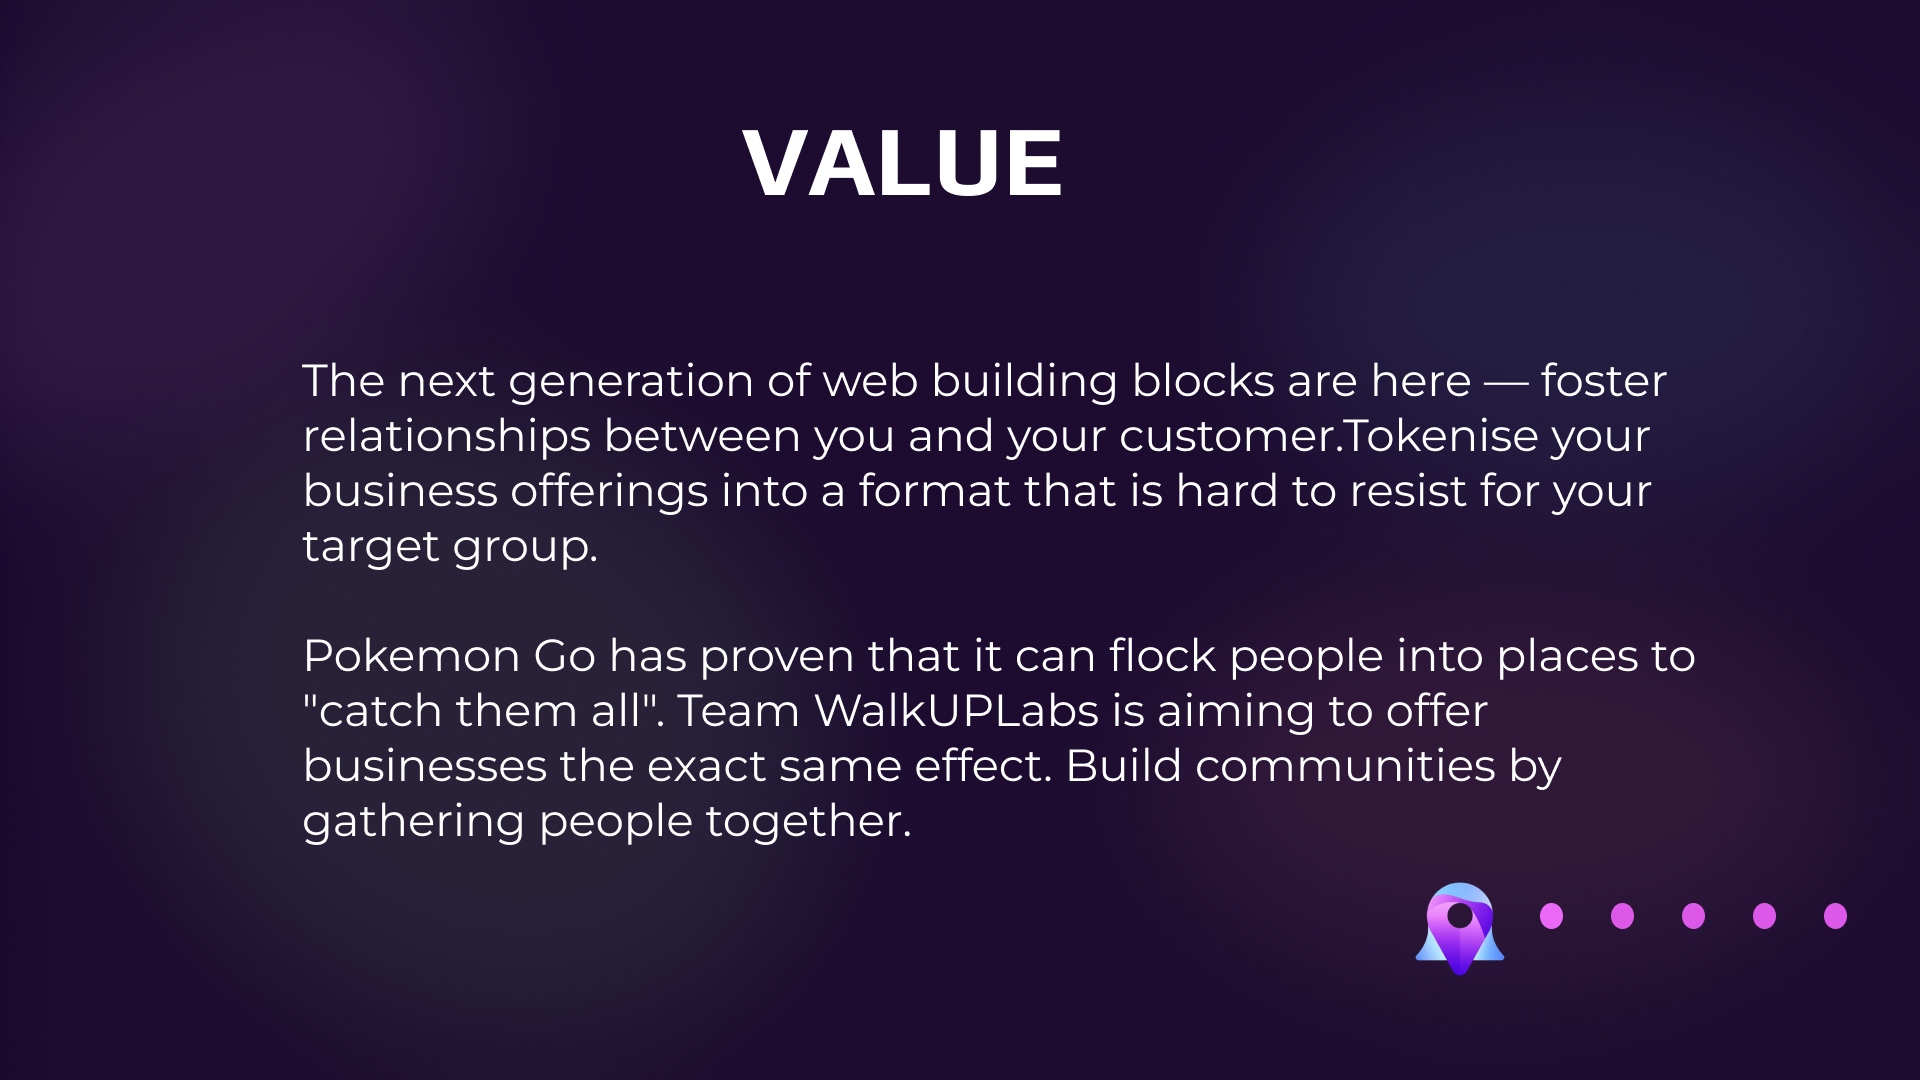 VALUE
The next generation of web building blocks are here — foster
relationships between you and your customer.Tokenise your
business offerings into a format that is hard to resist for your
target group.
Pokemon Go has proven that it can flock people into places to
"catch them all". Team WalkUPLabs is aiming to offer
businesses the exact same effect. Build communities by
gathering people together.